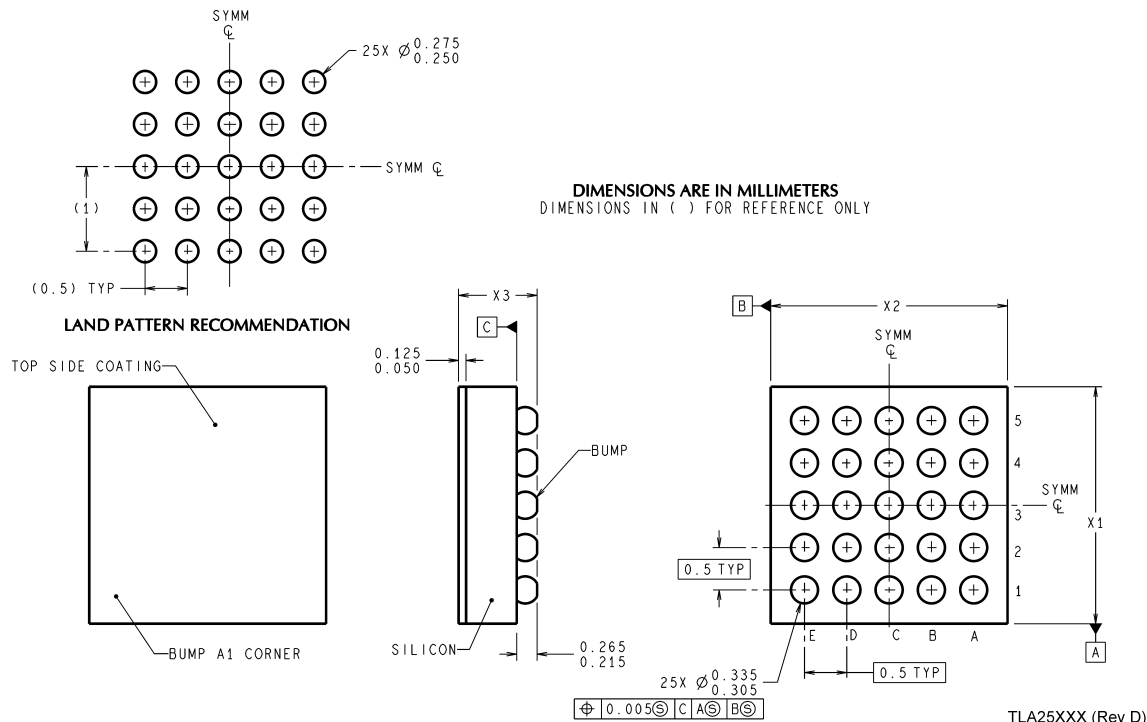 SYMM
℄
25X ⌀ 0.275
0.250
SYMM ℄
(1)
(0.5) TYP
DIMENSIONS ARE IN MILLIMETERS
DIMENSIONS IN ( ) FOR REFERENCE ONLY
LAND PATTERN RECOMMENDATION
TOP SIDE COATING
BUMP A1 CORNER
X3
C
0.125
0.050
BUMP
SILICON
0.265
0.215
B
X2
SYMM
℄
5
4
3
2
1
SYMM
℄
X1
0.5 TYP
E D C B A
A
0.5 TYP
25X ⌀ 0.335
0.305
⌖ 0.005Ⓢ C AⓈ BⓈ
TLA25XXX (Rev D)